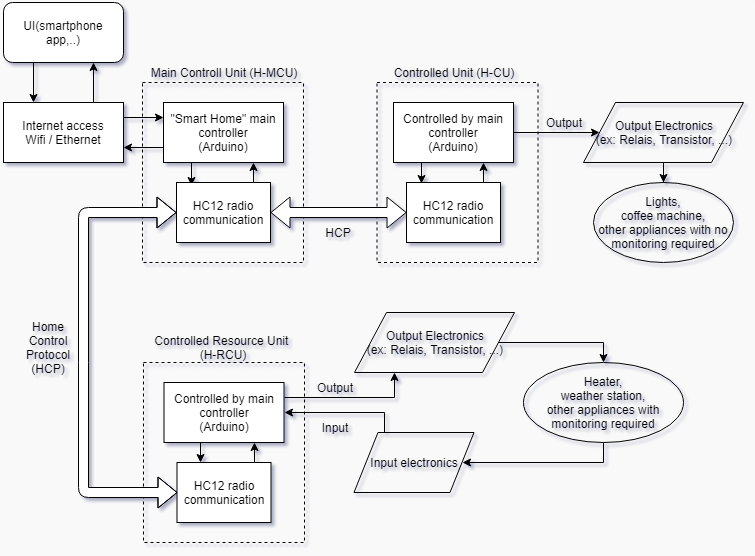 UI(smartphone
app,..)
Internet access
Wifi / Ethernet
Main Controll Unit (H-MCU)
"Smart Home" main
controller
(Arduino)
HC12 radio
communication
HCP
Controlled Unit (H-CU)
Controlled by main
controller
(Arduino)
HC12 radio
communication
Output
Output Electronics
(ex: Relais, Transistor, ...)
Lights,
coffee machine,
other appliances with no
monitoring required
Home
Control
Protocol
(HCP)
Controlled Resource Unit
(H-RCU)
Controlled by main
controller
(Arduino)
HC12 radio
communication
Output
Input
Output Electronics
(ex: Relais, Transistor, ...)
Heater,
weather station,
other appliances with
monitoring required
Input electronics